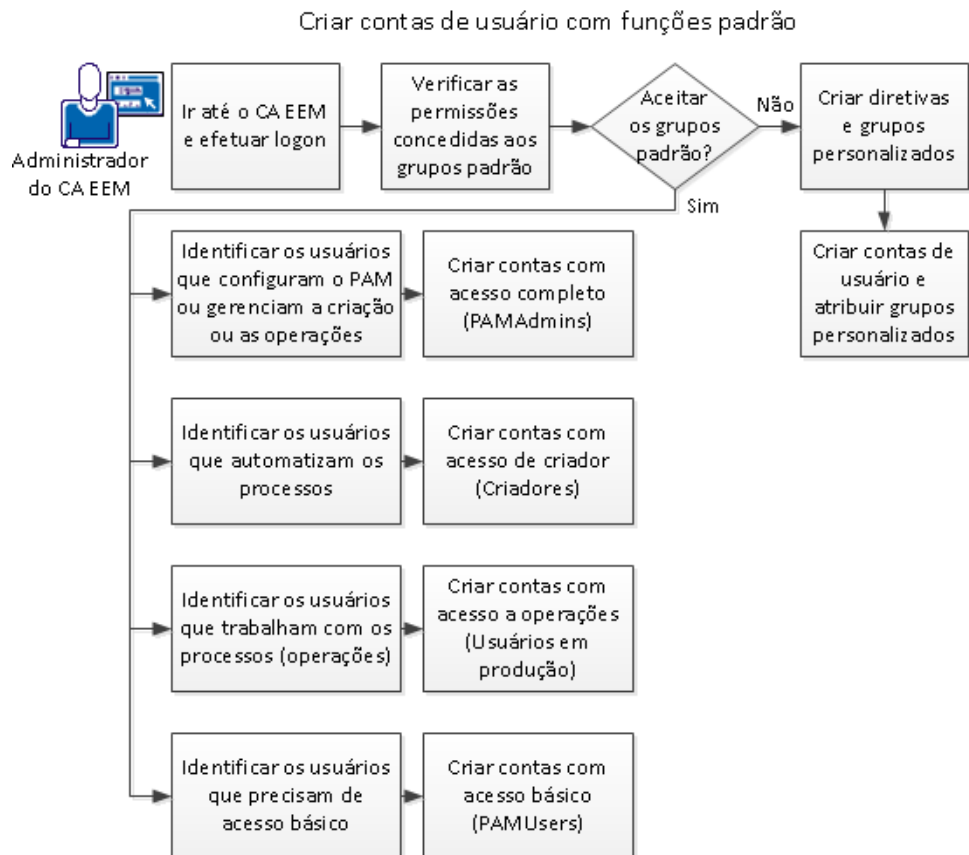 Criar contas de usuário com funções padrão
Administrador
do CA EEM
Ir até o CA EEM
e efetuar logon
Verificar as
permissões
concedidas aos
grupos padrão
Aceitar
os grupos
padrão?
Não
Criar diretivas
e grupos
personalizados
Sim
Criar contas de
usuário e
atribuir grupos
personalizados
Identificar os usuários
que configuram o PAM
ou gerenciam a criação
ou as operações
Criar contas com
acesso completo
(PAMAdmins)
Identificar os usuários
que automatizam os
processos
Criar contas com
acesso de criador
(Criadores)
Identificar os usuários
que trabalham com os
processos (operações)
Criar contas com
acesso a operações
(Usuários em
produção)
Identificar os usuários
que precisam de
acesso básico
Criar contas com
acesso básico
(PAMUsers)